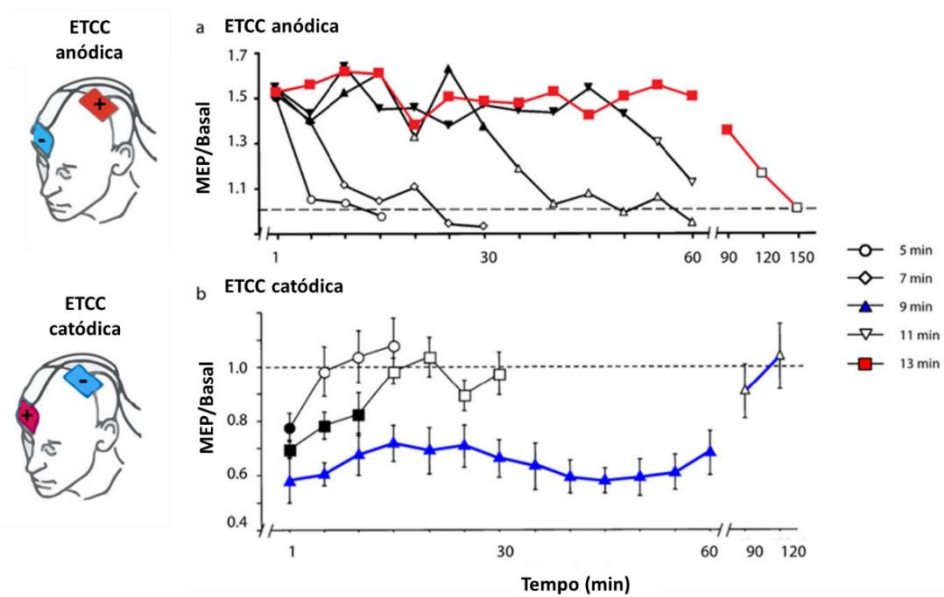 ETCC
anódica
+
-
a ETCC anódica
MEP/Basal
1.7
1.5
1.3
1.1
1 30 60 90 120 150
ETCC
catódica
-
+
b ETCC catódica
MEP/Basal
1.0
0.8
0.6
0.4
1 30 60 90 120
Tempo (min)
5 min
7 min
9 min
11 min
13 min